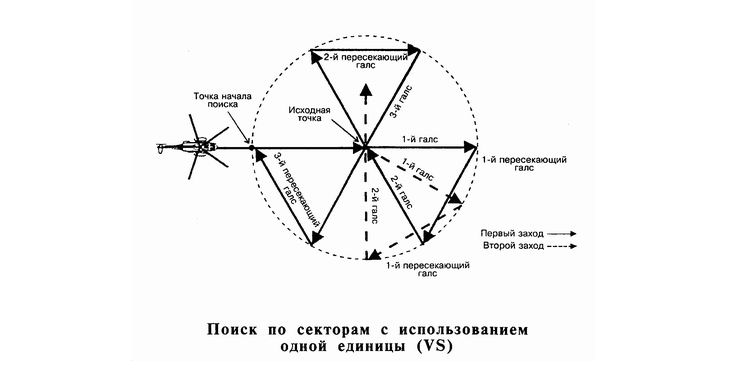 2-й пересекающий
галс
Точка начала
поиска
Исходная
точка
3-й галс
1-й галс
1-й пересекающий
галс
1-й галс
2-й галс
2-й галс
3-й пересекающий
галс
Первый заход
Второй заход
1-й пересекающий
галс
Поиск по секторам с использованием
одной единицы (VS)